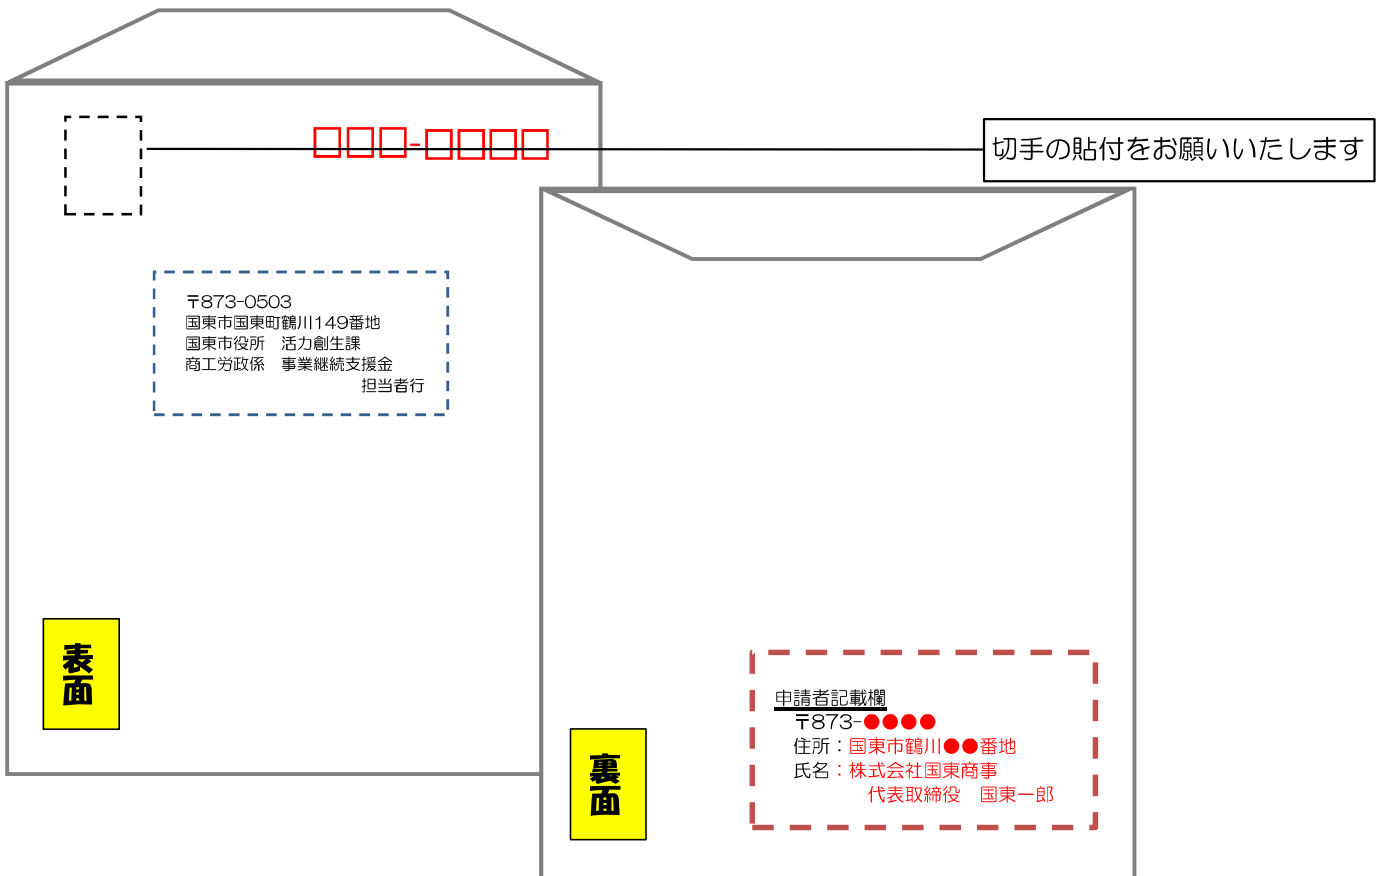 切手の貼付をお願いいたします
〒873-0503
国東市国東町鶴川149番地
国東市役所　活力創生課
商工労政係　事業継続支援金
担当者行
表面
申請者記載欄
〒873-●●●●
住所：国東市鶴川●●番地
氏名：株式会社国東商事
代表取締役　国東一郎
裏面